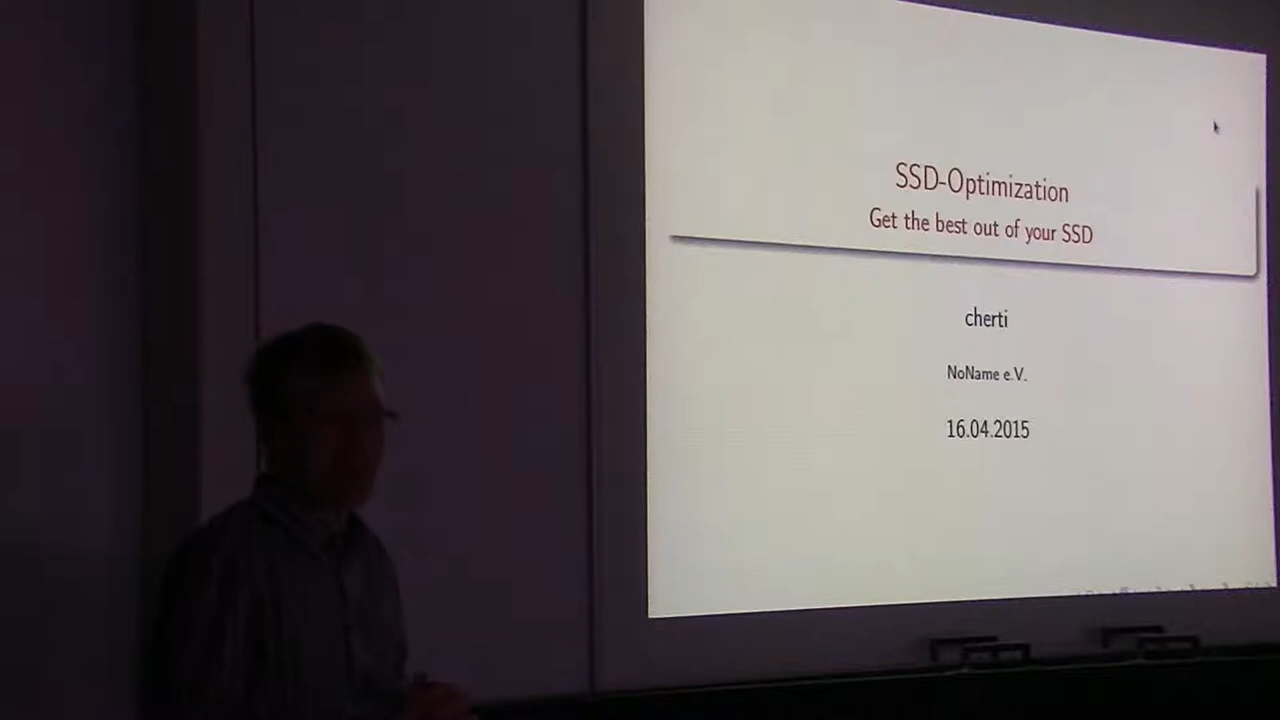 SSD-Optimization
Get the best out of your SSD
cherti
NoName e.V.
16.04.2015